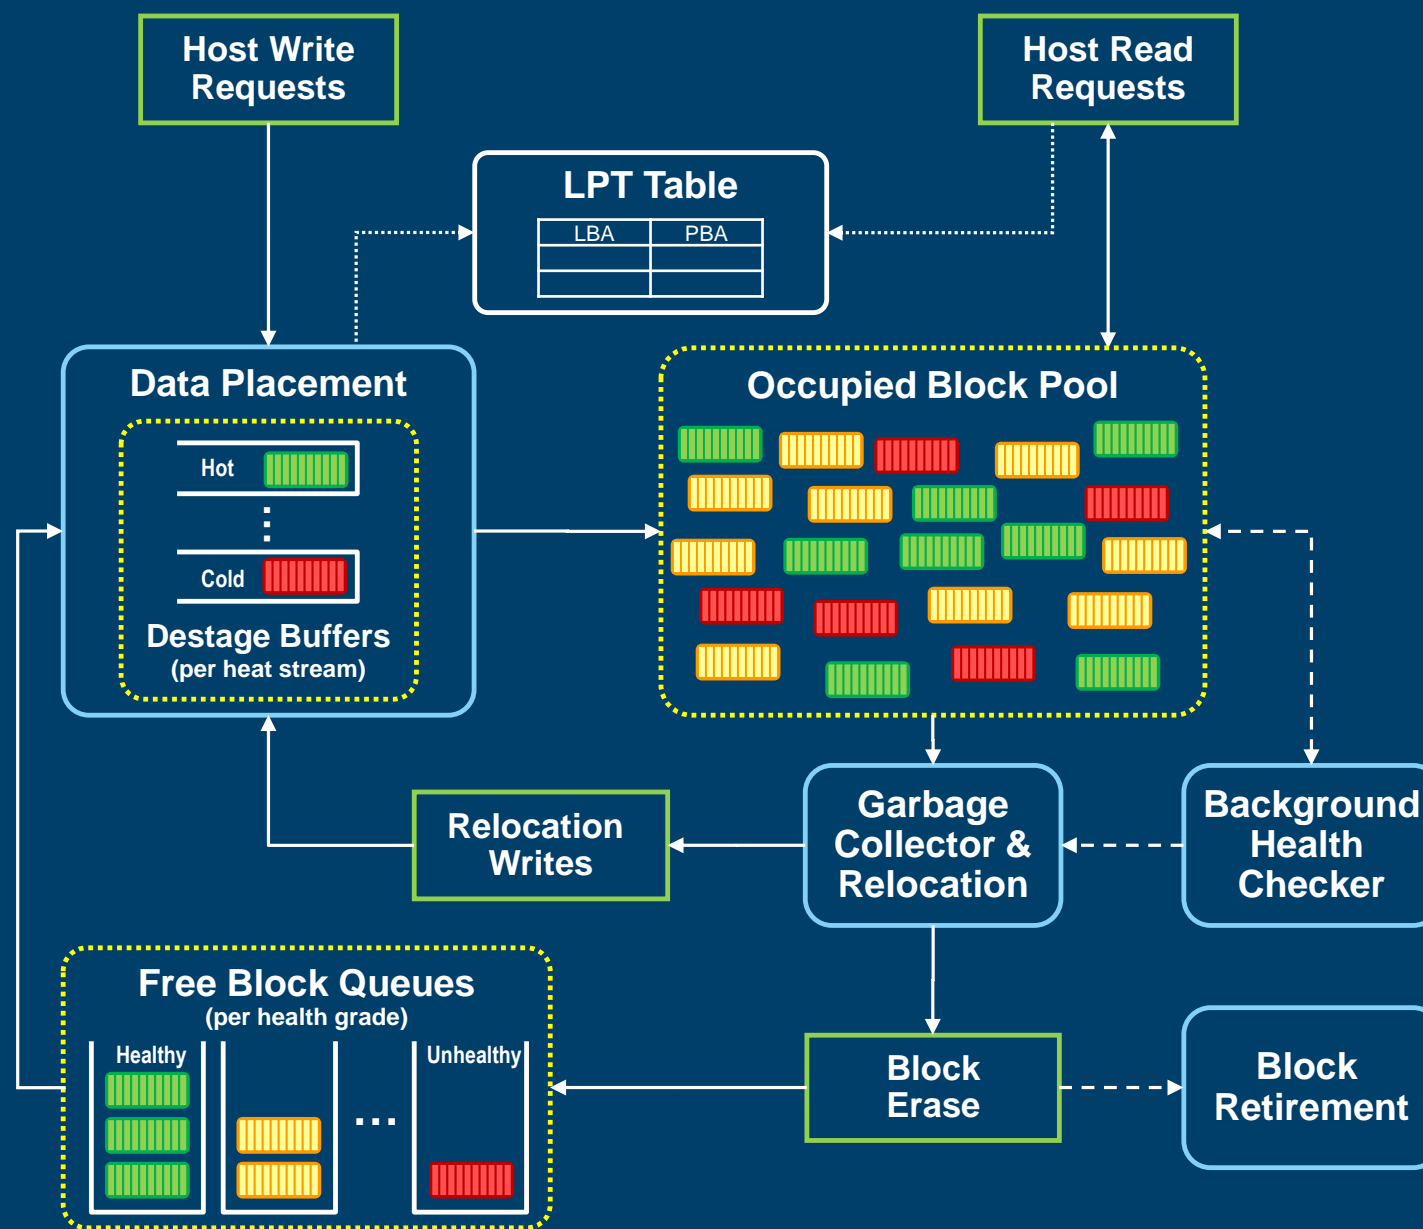 Host Write
Requests
Host Read
Requests
LPT Table
LBA PBA
Data Placement
Hot
Cold
Destage Buffers
(per heat stream)
Occupied Block Pool
Relocation
Writes
Garbage
Collector &
Relocation
Background
Health
Checker
Free Block Queues
(per health grade)
Healthy
Unhealthy
...
Block
Erase
Block
Retirement